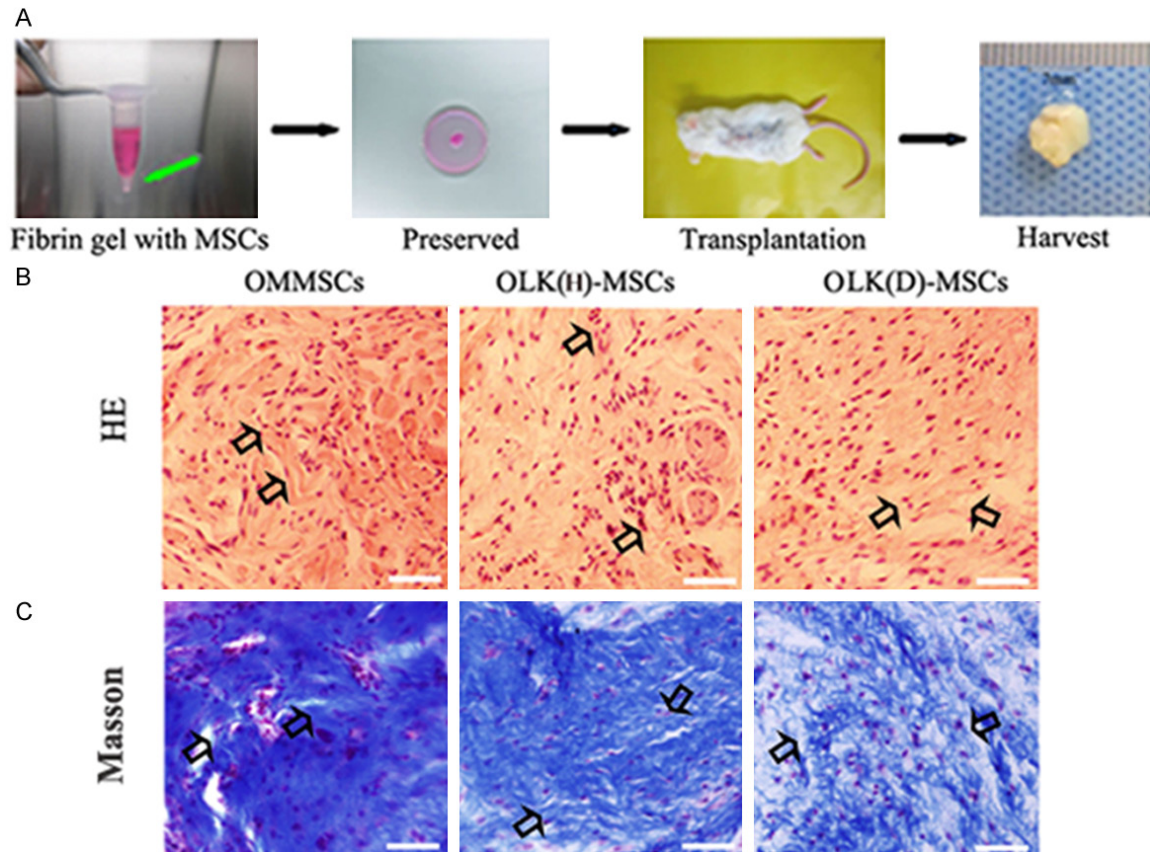 A
Fibrin gel with MSCs
Preserved
Transplantation
Harvest
B
OMMSCs
OLK(H)-MSCs
OLK(D)-MSCs
HE
C
Masson